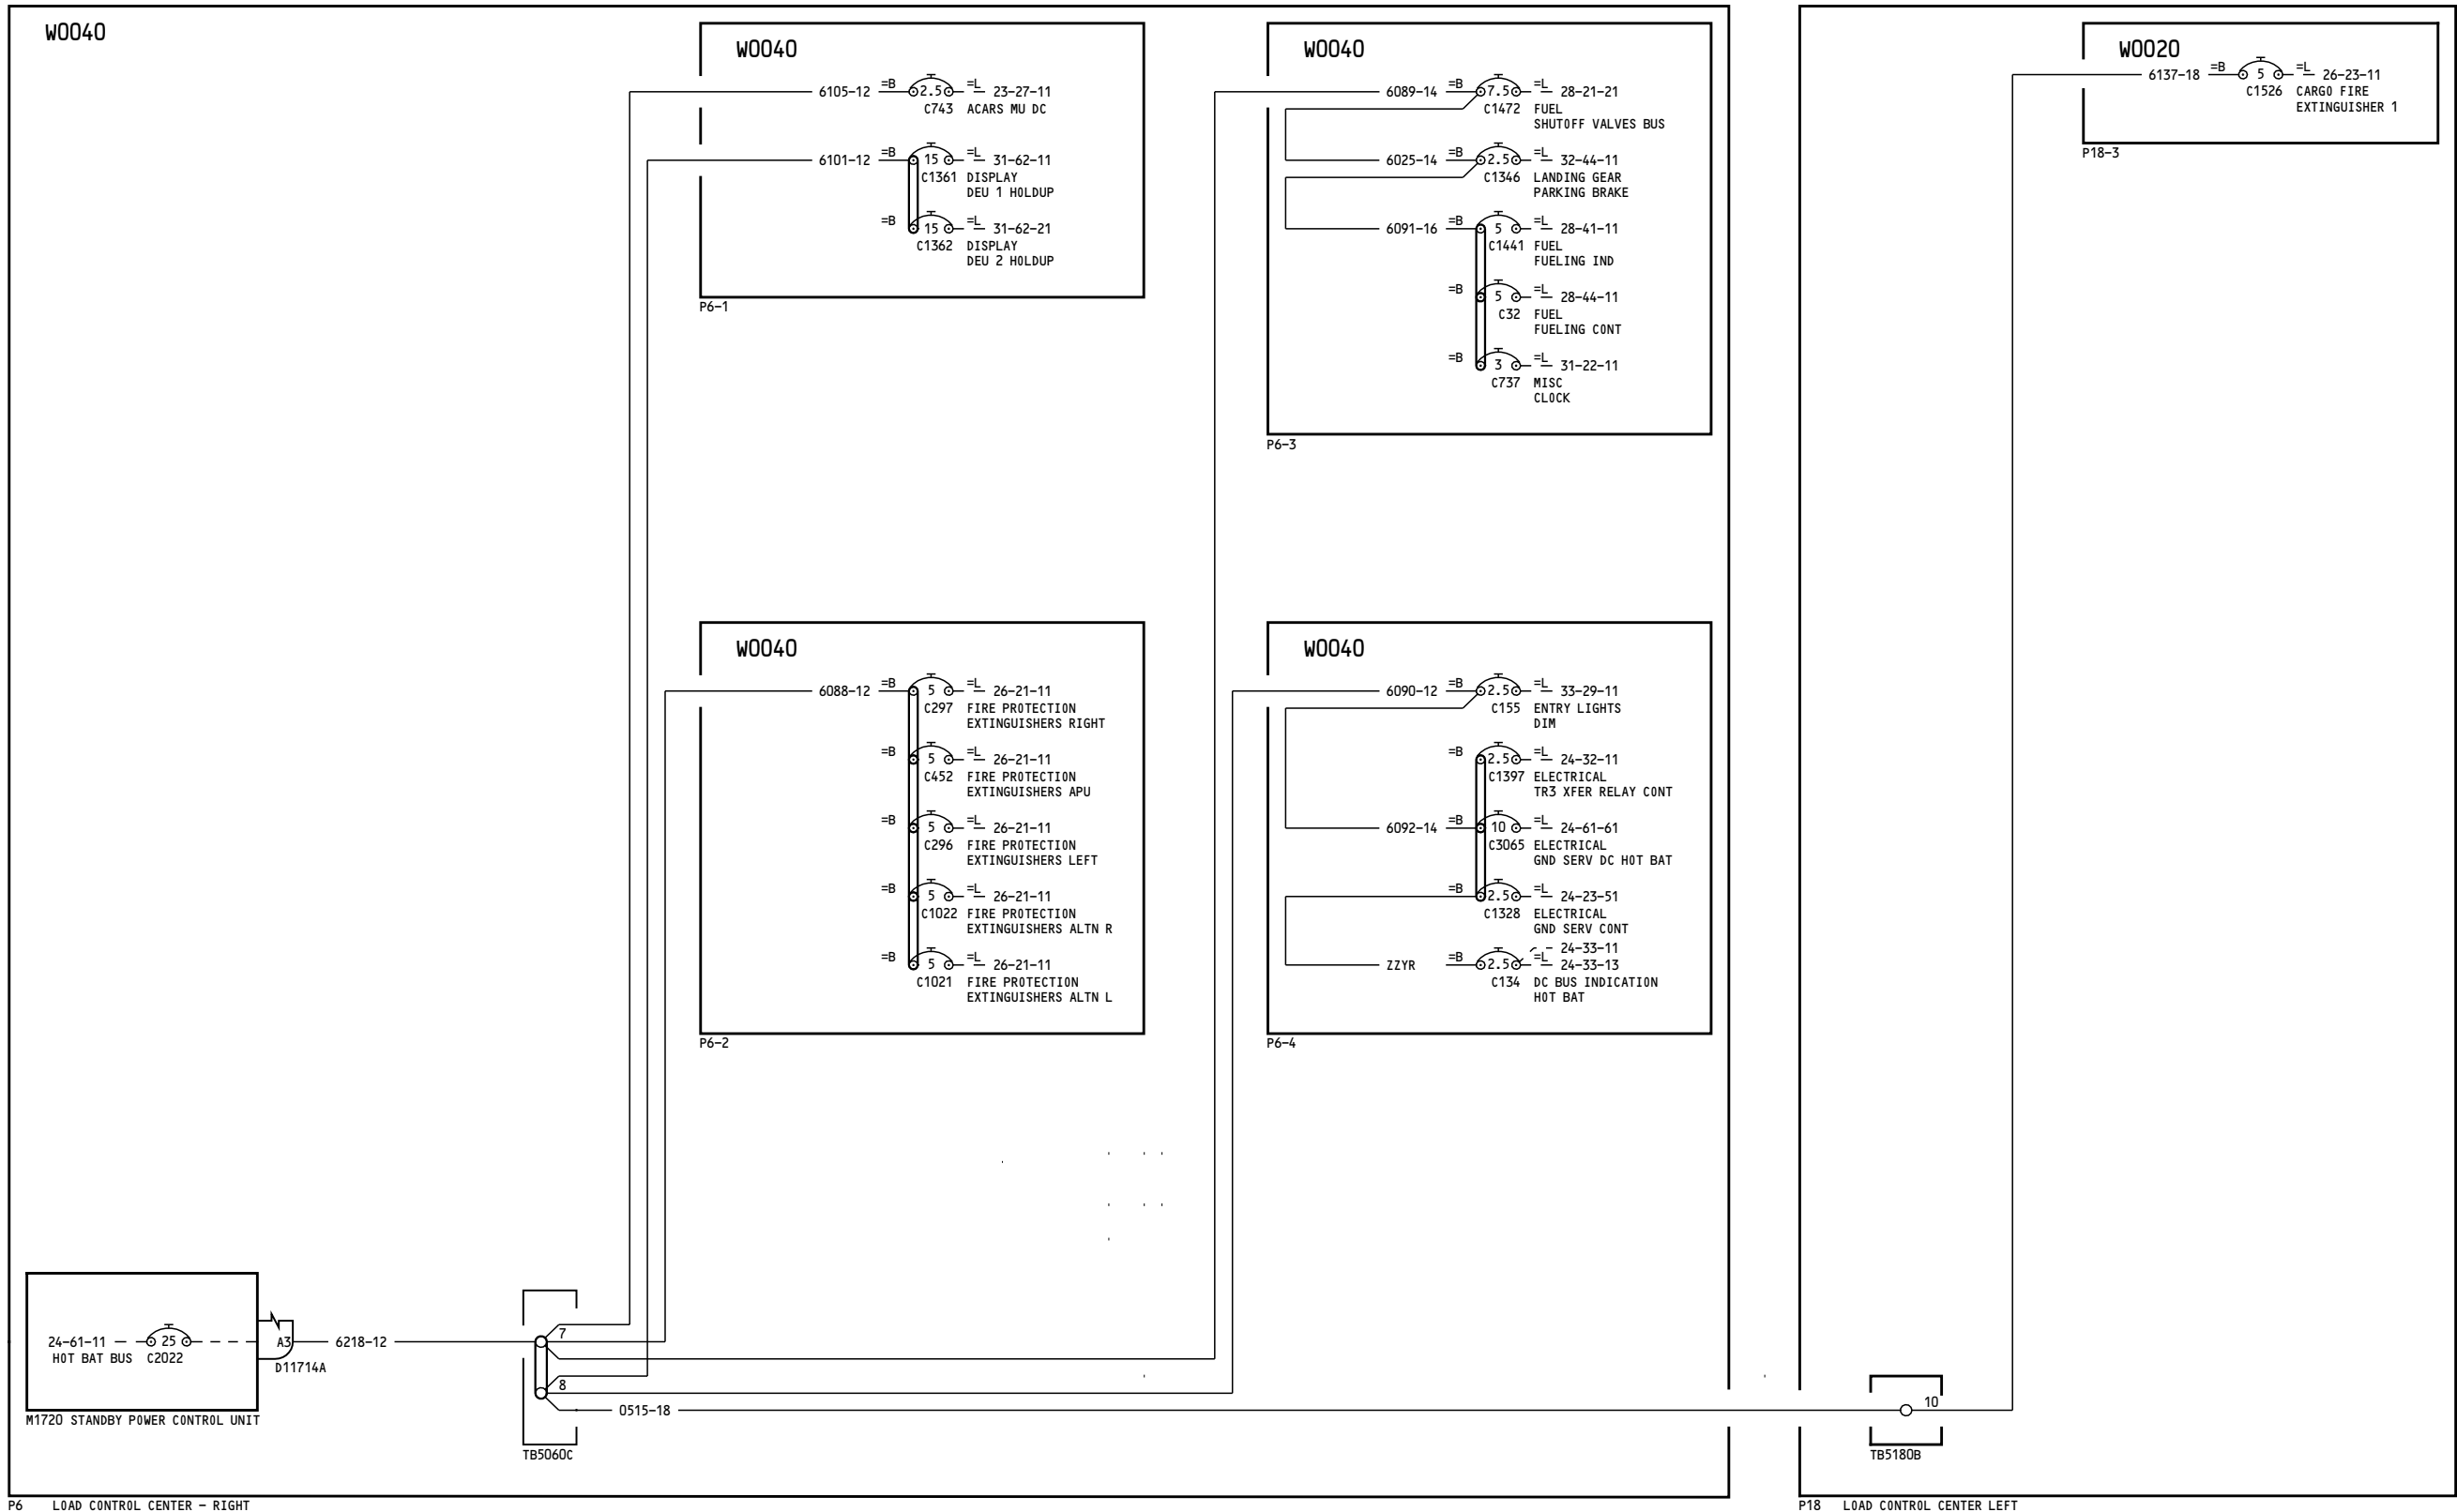 W0040
W0040
6105-12 =B 2.5 =L 23-27-11
C743 ACARS MU DC
6101-12 =B 15 =L 31-62-11
C1361 DISPLAY
DEU 1 HOLDUP
=B 15 =L 31-62-21
C1362 DISPLAY
DEU 2 HOLDUP
P6-1
W0040
6089-14 =B 7.5 =L 28-21-21
C1472 FUEL
SHUTOFF VALVES BUS
6025-14 =B 2.5 =L 32-44-11
C1346 LANDING GEAR
PARKING BRAKE
6091-16 =B 5 =L 28-41-11
C1441 FUEL
FUELING IND
=B 5 =L 28-44-11
C32 FUEL
FUELING CONT
=B 3 =L 31-22-11
C737 MISC
CLOCK
P6-3
W0020
6137-18 =B 5 =L 26-23-11
C1526 CARGO FIRE
EXTINGUISHER 1
P18-3
W0040
6088-12 =B 5 =L 26-21-11
C297 FIRE PROTECTION
EXTINGUISHERS RIGHT
=B 5 =L 26-21-11
C452 FIRE PROTECTION
EXTINGUISHERS APU
=B 5 =L 26-21-11
C296 FIRE PROTECTION
EXTINGUISHERS LEFT
=B 5 =L 26-21-11
C1022 FIRE PROTECTION
EXTINGUISHERS ALTN R
=B 5 =L 26-21-11
C1021 FIRE PROTECTION
EXTINGUISHERS ALTN L
P6-2
W0040
6090-12 =B 2.5 =L 33-29-11
C155 ENTRY LIGHTS
DIM
=B 2.5 =L 24-32-11
C1397 ELECTRICAL
TR3 XFER RELAY CONT
6092-14 =B 10 =L 24-61-61
C3065 ELECTRICAL
GND SERV DC HOT BAT
=B 2.5 =L 24-23-51
C1328 ELECTRICAL
GND SERV CONT
24-33-11
ZZYR =B 2.5 =L 24-33-13
C134 DC BUS INDICATION
HOT BAT
P6-4
24-61-11 25 A3 6218-12
HOT BAT BUS C2022
D11714A
M1720 STANDBY POWER CONTROL UNIT
7
8
0515-18
TB5060C
10
TB5180B
P6 LOAD CONTROL CENTER - RIGHT
P18 LOAD CONTROL CENTER LEFT